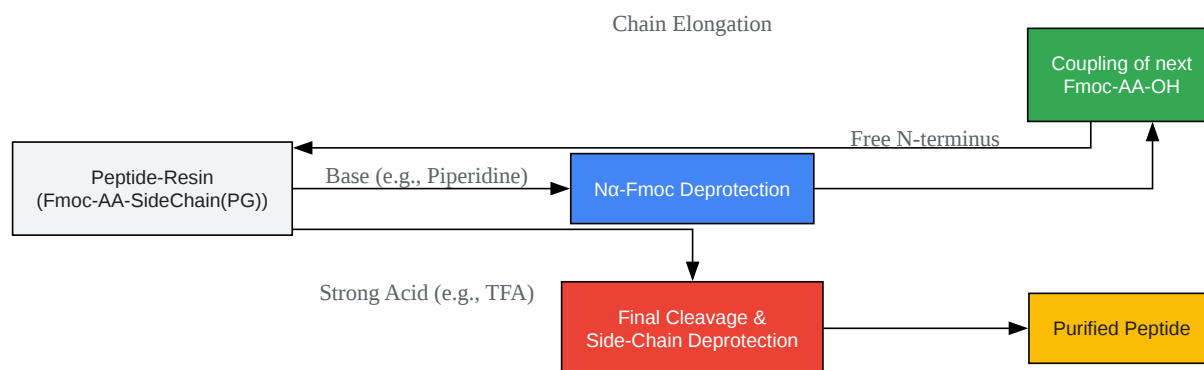 Chain Elongation
Coupling of next
Fmoc-AA-OH
Free N-terminus
Peptide-Resin
(Fmoc-AA-SideChain(PG))
Base (e.g., Piperidine)
Nα-Fmoc Deprotection
Strong Acid (e.g., TFA)
Final Cleavage &
Side-Chain Deprotection
Purified Peptide